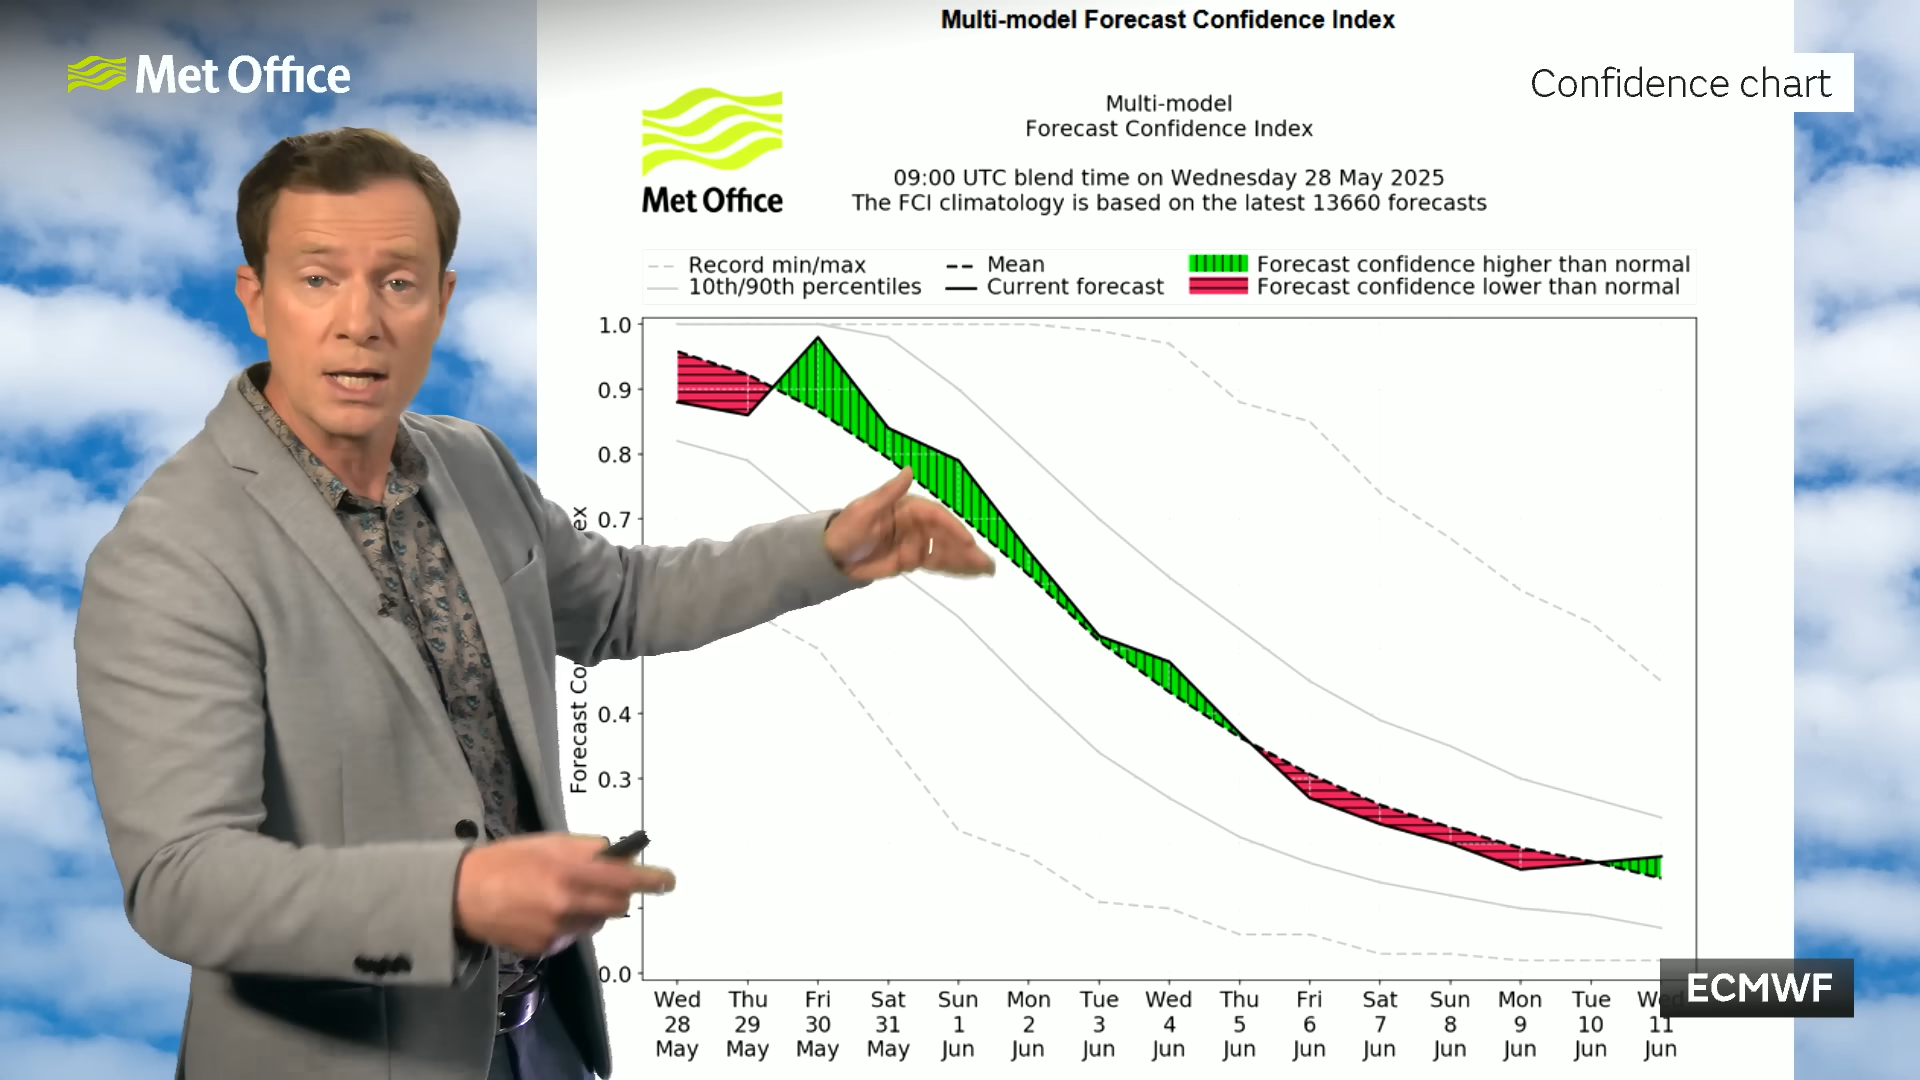 Multi-model Forecast Confidence Index
Met Office
Confidence chart
Multi-model
Forecast Confidence Index
09:00 UTC blend time on Wednesday 28 May 2025
The FCI climatology is based on the latest 13660 forecasts
Met Office
Record min/max
Mean
Forecast confidence higher than normal
10th/90th percentiles
Current forecast
Forecast confidence lower than normal
1.0
0.9
0.8
0.7
0.4
0.3
0.0
Forecast
ECMWF
Wed Thu Fri Sat Sun Mon Tue Wed Thu Fri Sat Sun Mon Tue
28 29 30 31 1 2 3 4 5 6 7 8 9 10 11
May May May May Jun Jun Jun Jun Jun Jun Jun Jun Jun Jun Jun